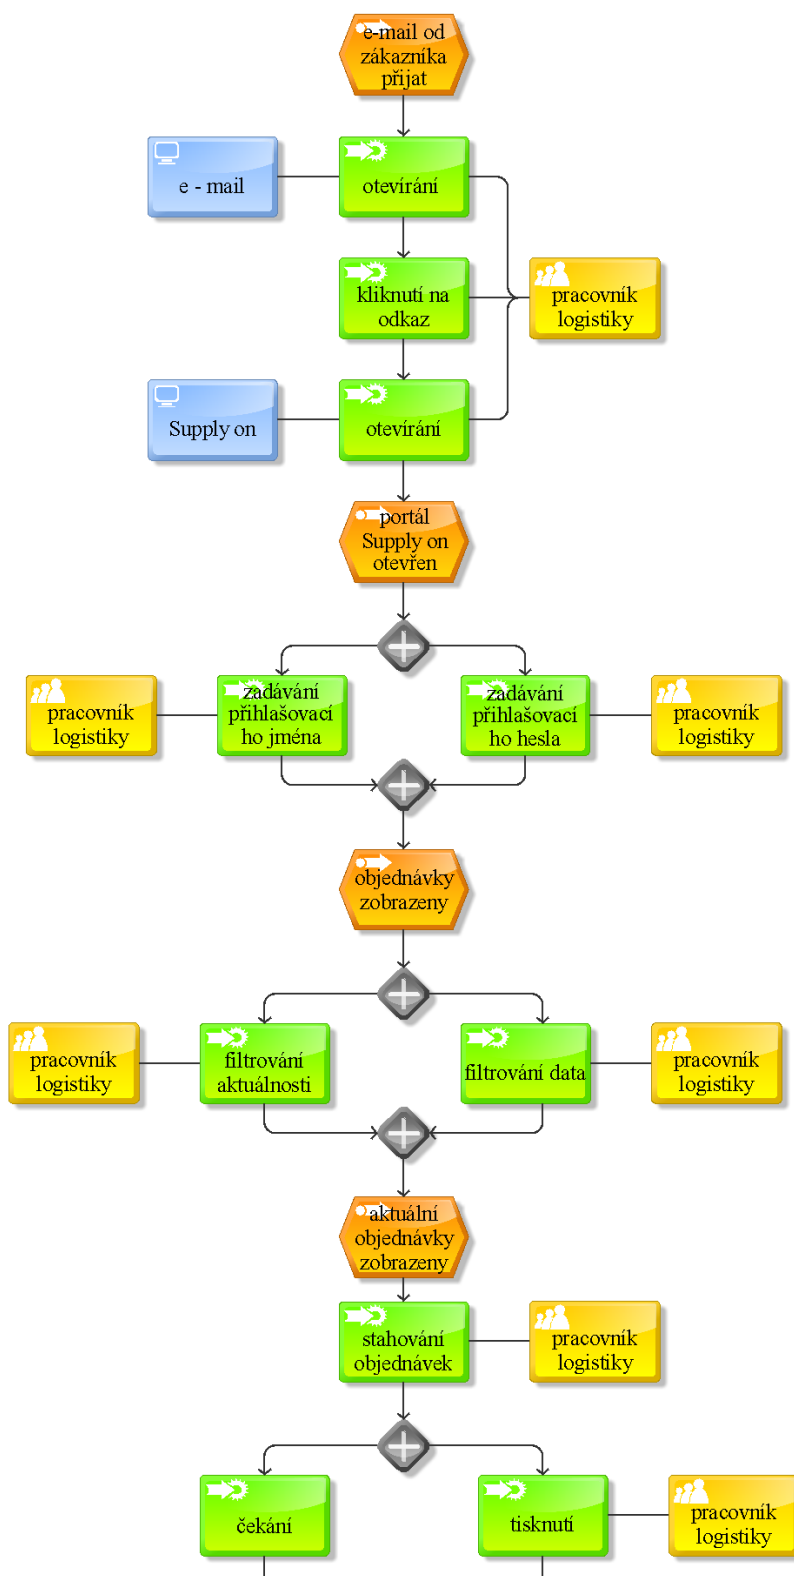 e-mail od
zákazníka
přijat
e - mail
otevírání
kliknutí na
odkaz
pracovník
logistiky
Supply on
otevírání
portál
Supply on
otevřen
pracovník
logistiky
zadávání
přihlašovací
ho jména
zadávání
přihlašovací
ho hesla
pracovník
logistiky
objednávky
zobrazeny
pracovník
logistiky
filtrování
aktuálnosti
filtrování data
pracovník
logistiky
aktuální
objednávky
zobrazeny
stahování
objednávek
pracovník
logistiky
čekání
tisknutí
pracovník
logistiky